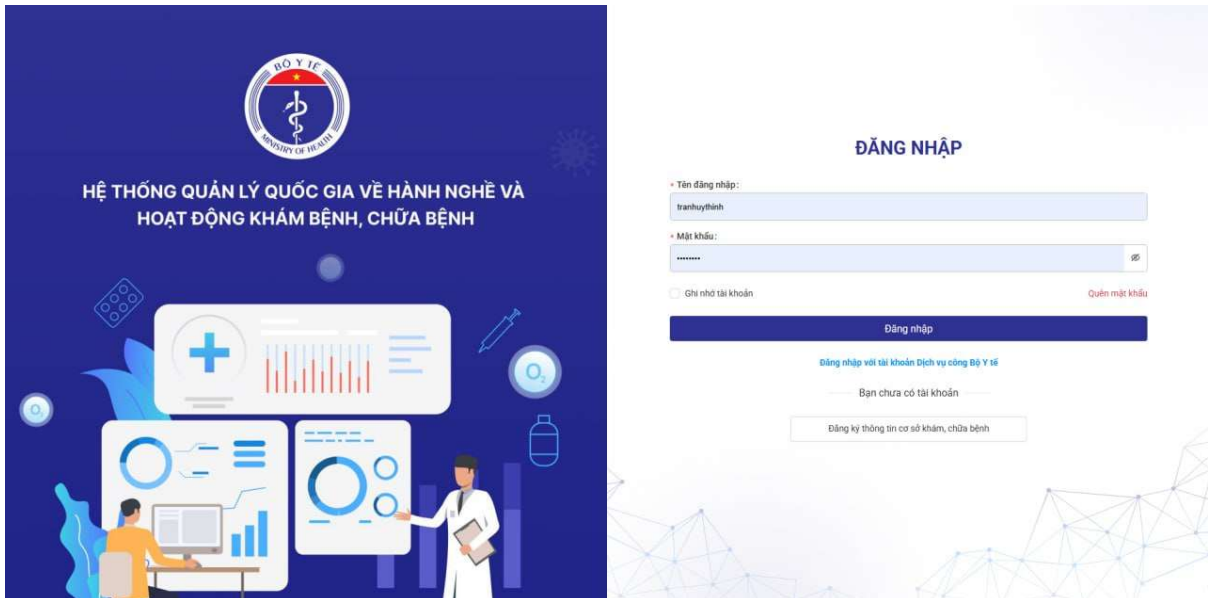 BỘ Y TẾ
MINISTRY OF HEALTH
HỆ THỐNG QUẢN LÝ QUỐC GIA VỀ HÀNH NGHỀ VÀ
HOẠT ĐỘNG KHÁM BỆNH, CHỮA BỆNH
O₂
O₂
ĐĂNG NHẬP
* Tên đăng nhập:
tranhuythinh
* Mật khẩu:
••••••••
Ghi nhớ tài khoản
Quên mật khẩu
Đăng nhập
Đăng nhập với tài khoản Dịch vụ công Bộ Y tế
Bạn chưa có tài khoản
Đăng ký thông tin cơ sở khám, chữa bệnh